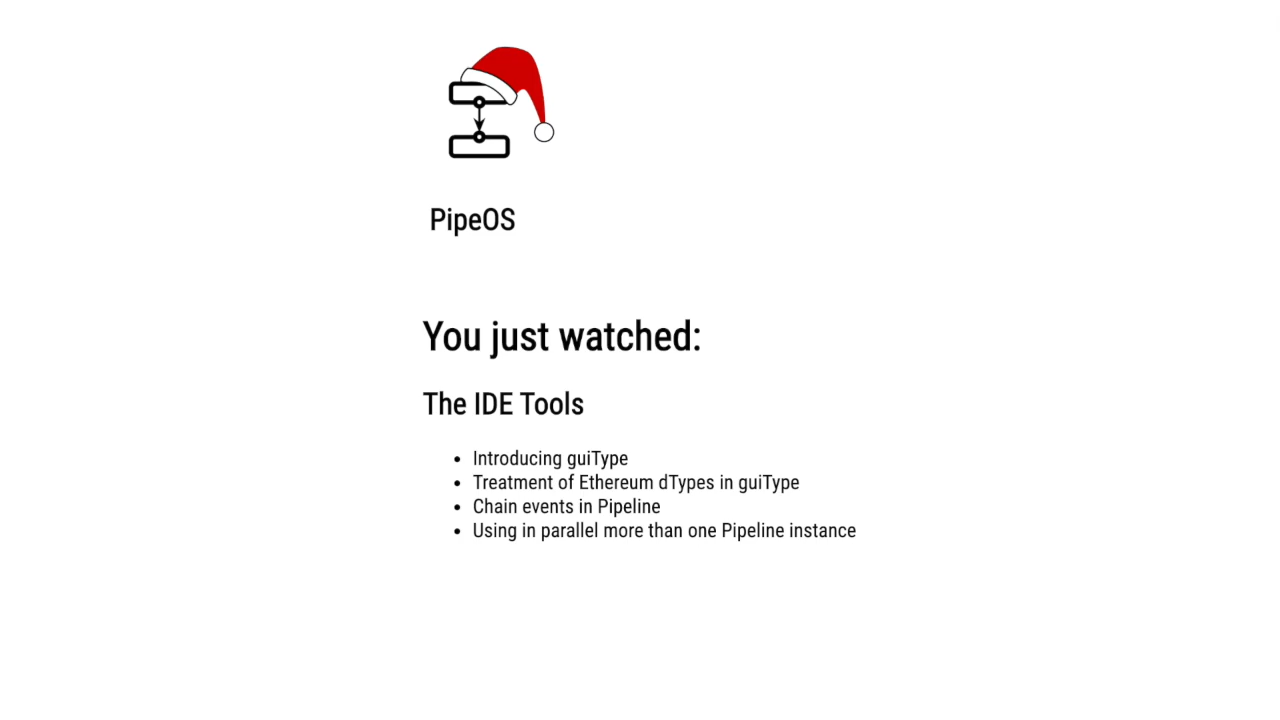 PipeOS
You just watched:
The IDE Tools
• Introducing guiType
• Treatment of Ethereum dTypes in guiType
• Chain events in Pipeline
• Using in parallel more than one Pipeline instance